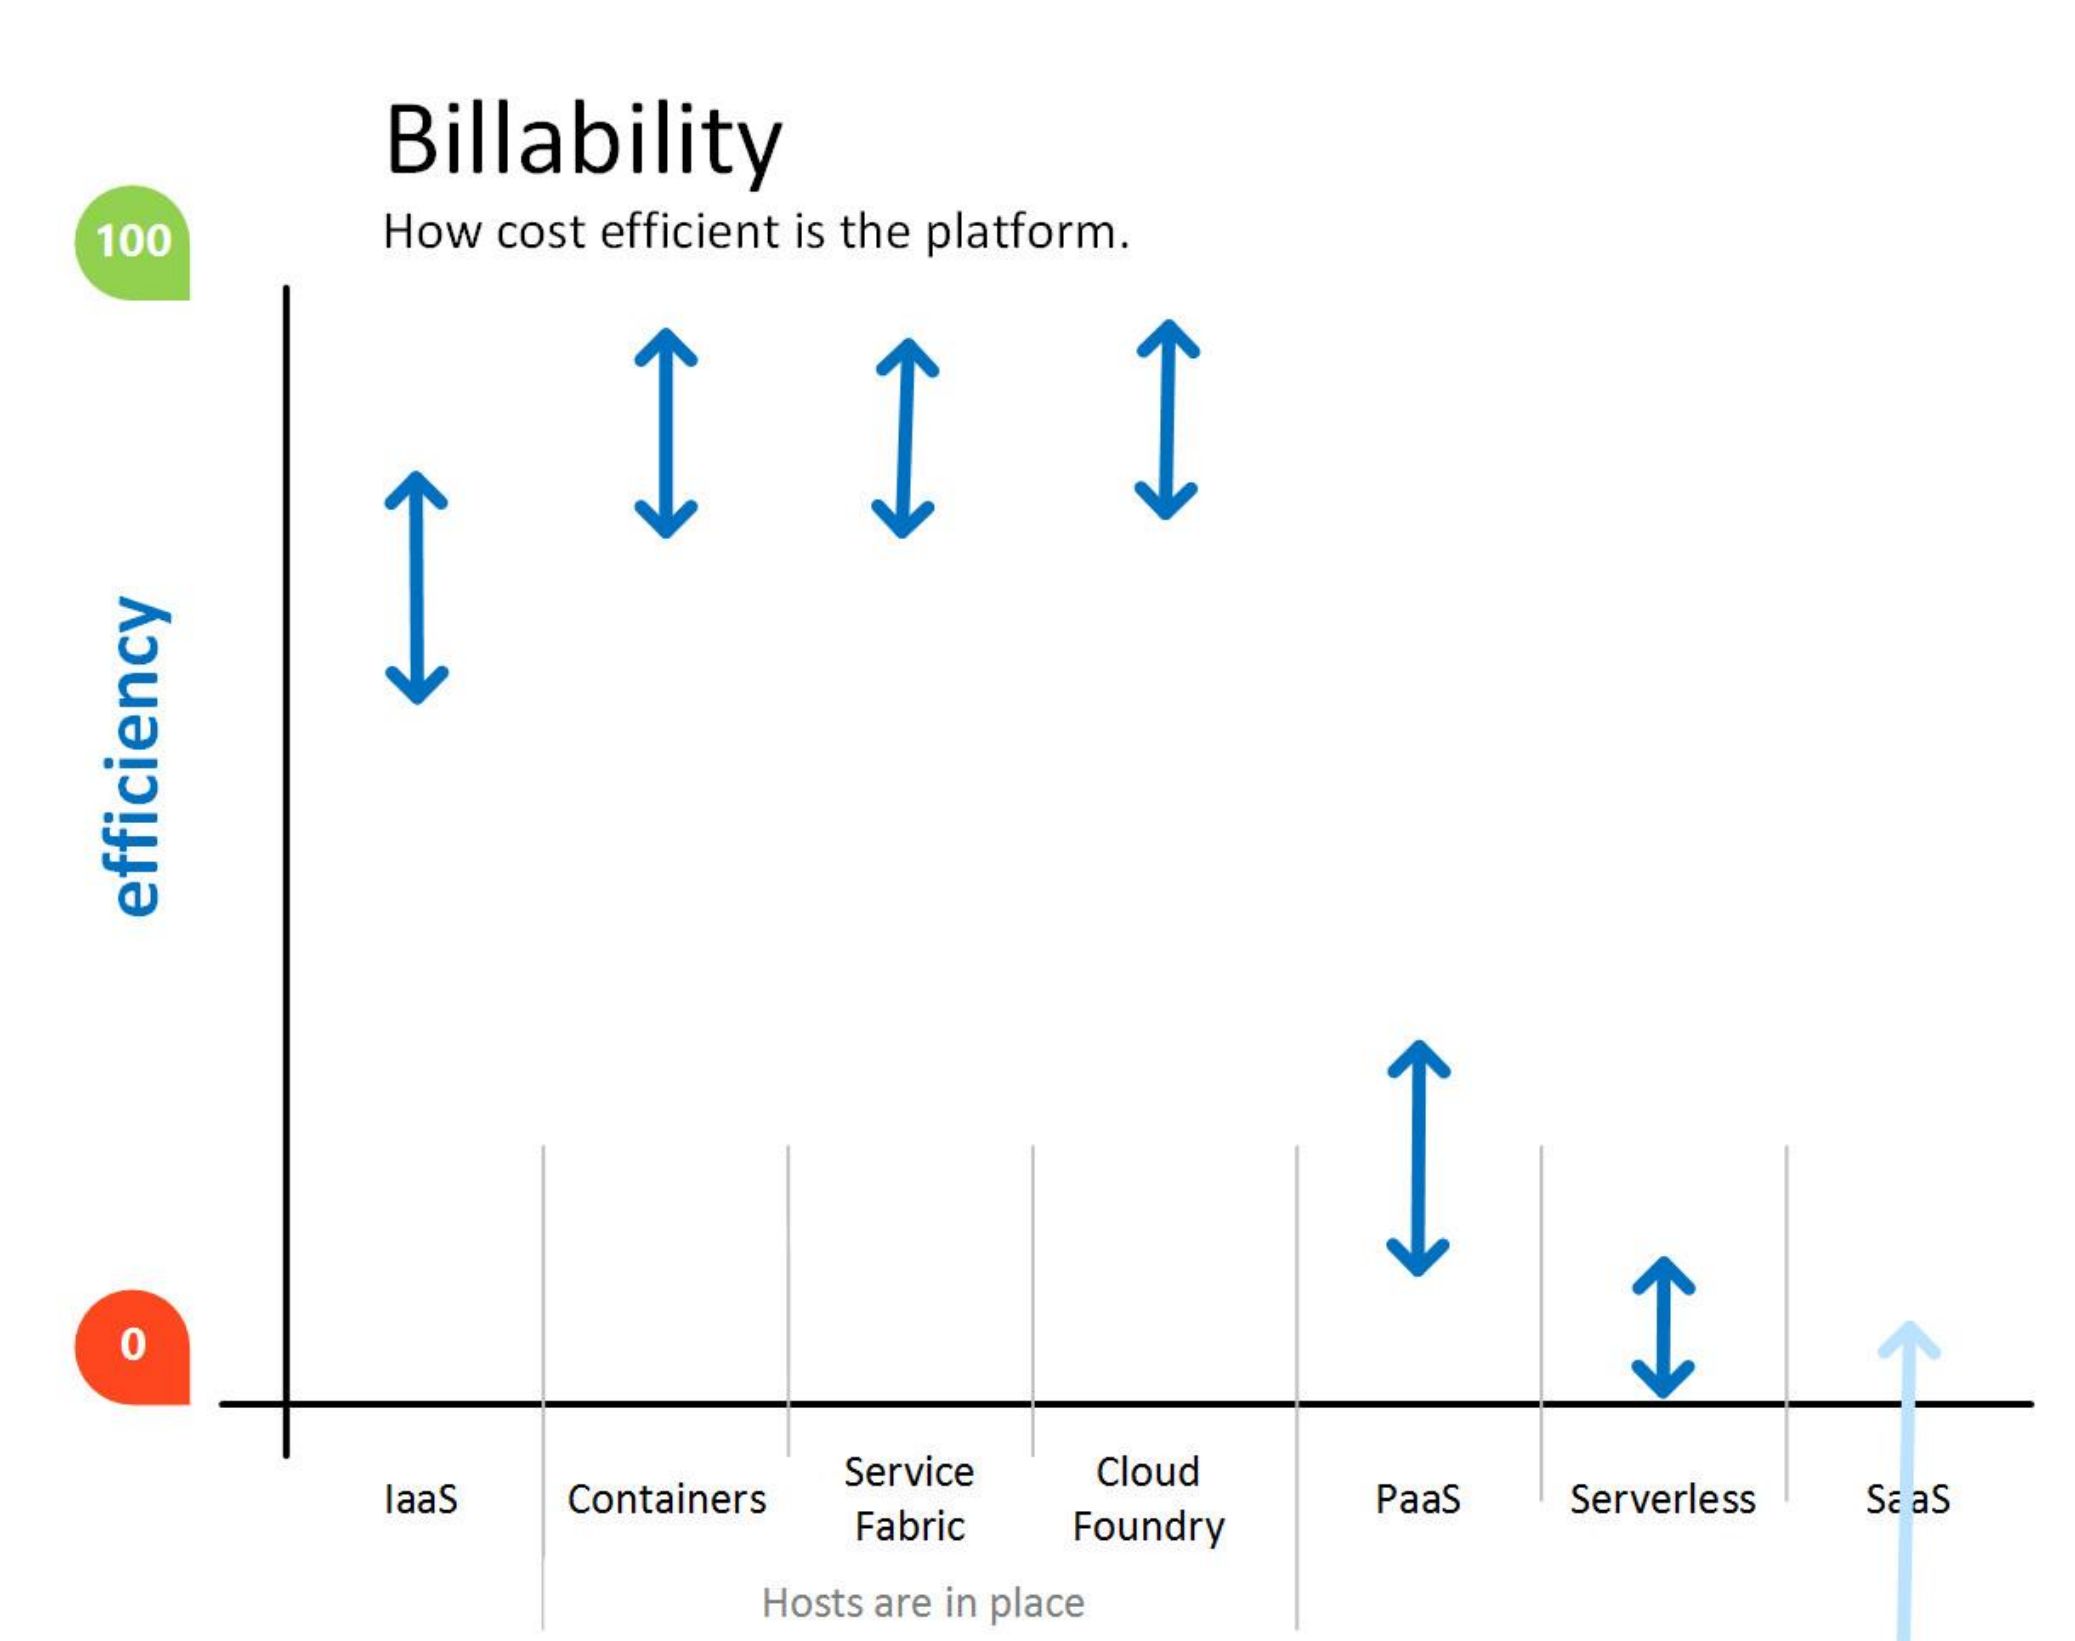 Billability
How cost efficient is the platform.
100
efficiency
0
IaaS
Containers
Service
Fabric
Cloud
Foundry
PaaS
Serverless
SaaS
Hosts are in place